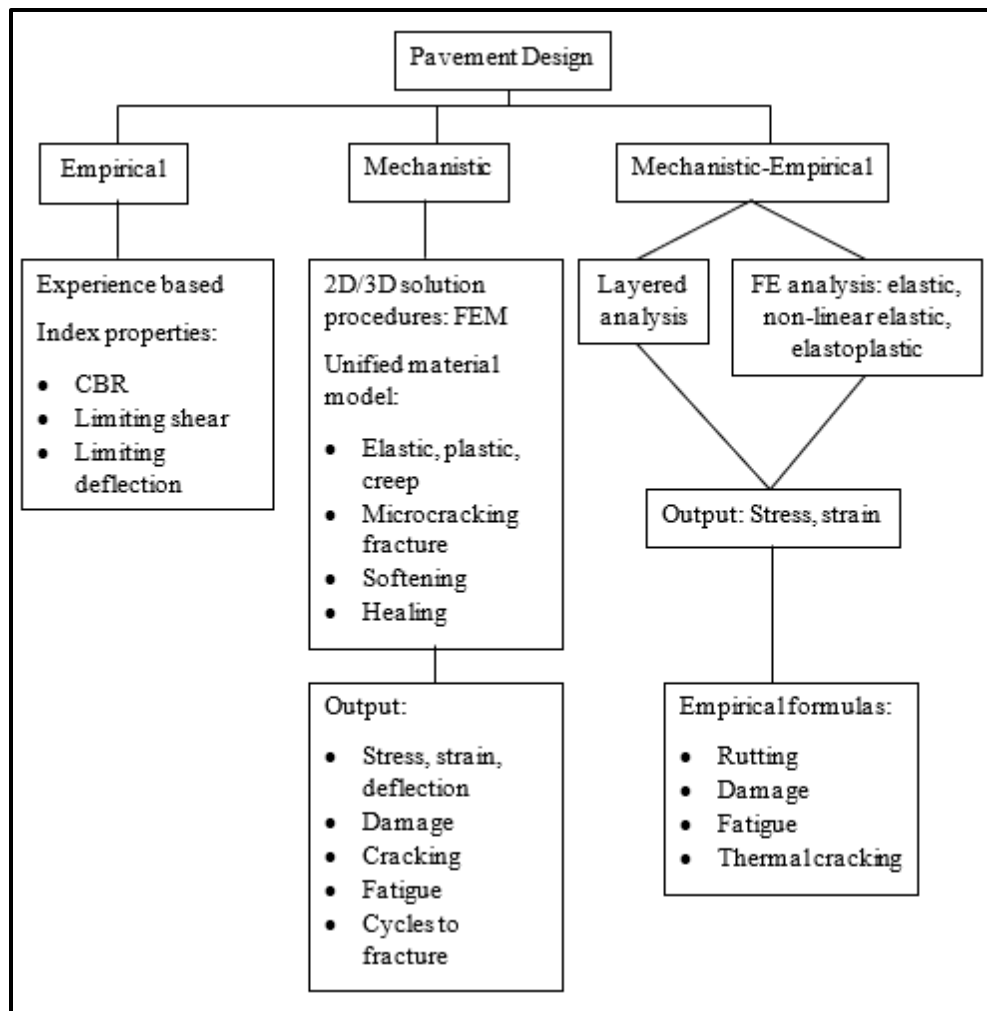 Pavement Design
Empirical
Mechanistic
Mechanistic-Empirical
Experience based
Index properties:
• CBR
• Limiting shear
• Limiting
deflection
2D/3D solution
procedures: FEM
Unified material
model:
• Elastic, plastic,
creep
• Microcracking
fracture
• Softening
• Healing
Layered
analysis
FE analysis: elastic,
non-linear elastic,
elastoplastic
Output: Stress, strain
Output:
• Stress, strain,
deflection
• Damage
• Cracking
• Fatigue
• Cycles to
fracture
Empirical formulas:
• Rutting
• Damage
• Fatigue
• Thermal cracking